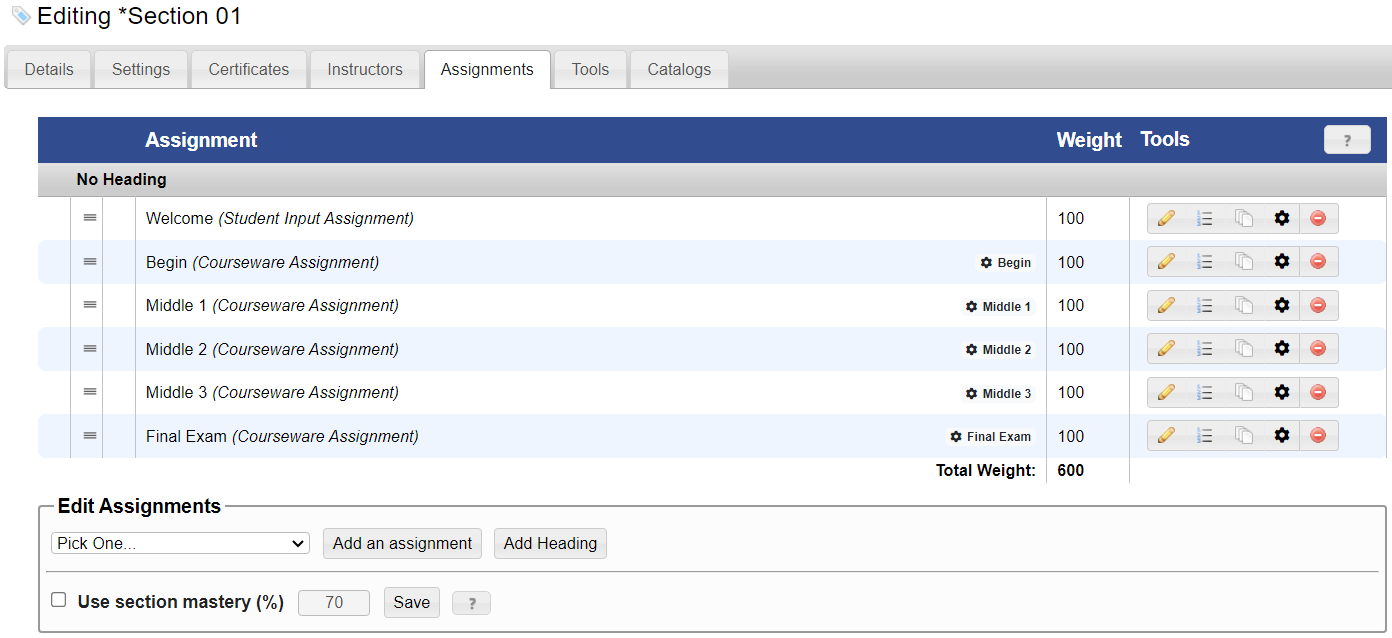 Editing *Section 01
Details Settings Certificates Instructors Assignments Tools Catalogs
Assignment Weight Tools ?
No Heading
Welcome (Student Input Assignment) 100
Begin (Courseware Assignment) Begin 100
Middle 1 (Courseware Assignment) Middle 1 100
Middle 2 (Courseware Assignment) Middle 2 100
Middle 3 (Courseware Assignment) Middle 3 100
Final Exam (Courseware Assignment) Final Exam 100
Total Weight: 600
Edit Assignments
Pick One... Add an assignment Add Heading
Use section mastery (%) 70 Save ?